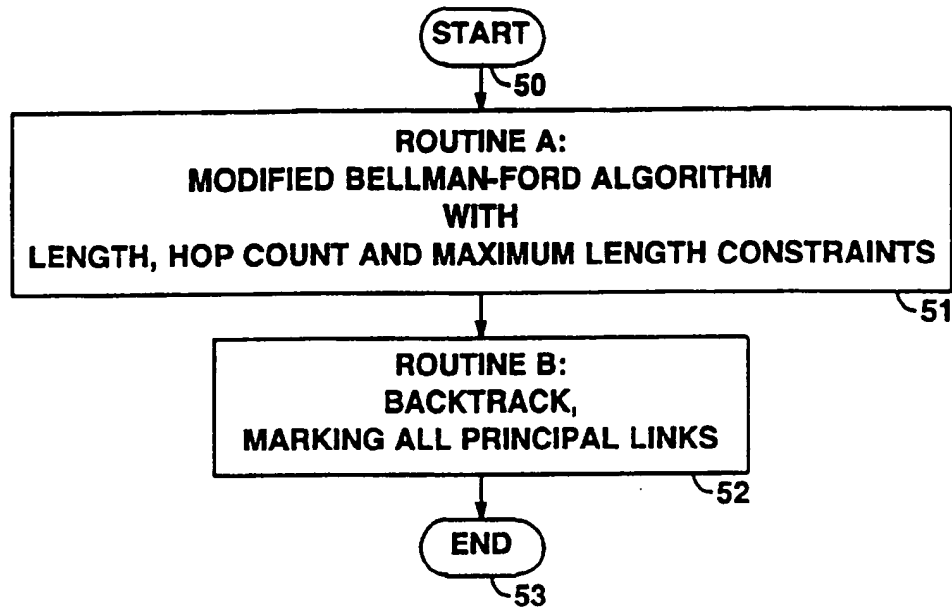 START
50
ROUTINE A:
MODIFIED BELLMAN-FORD ALGORITHM
WITH
LENGTH, HOP COUNT AND MAXIMUM LENGTH CONSTRAINTS
51
ROUTINE B:
BACKTRACK,
MARKING ALL PRINCIPAL LINKS
52
END
53